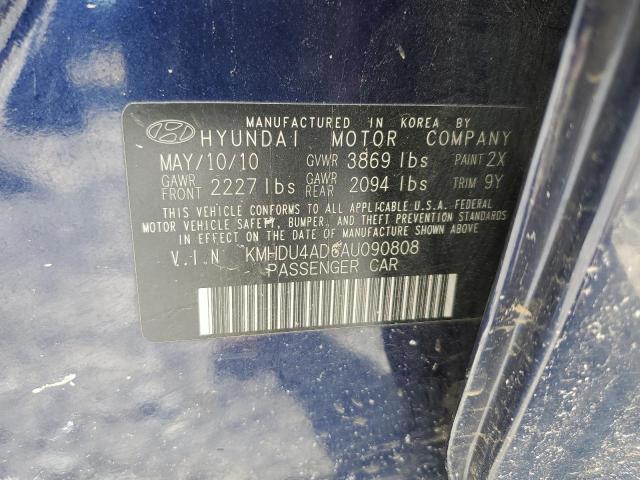 MANUFACTURED IN KOREA BY
HYUNDAI MOTOR COMPANY
MAY/10/10 GVWR 3869 lbs PAINT 2X
GAWR FRONT 2227 lbs GAWR REAR 2094 lbs TRIM 9Y
THIS VEHICLE CONFORMS TO ALL APPLICABLE U.S.A. FEDERAL
MOTOR VEHICLE SAFETY, BUMPER, AND THEFT PREVENTION STANDARDS
IN EFFECT ON THE DATE OF MANUFACTURE SHOWN ABOVE.
V.I.N KMHDU4AD6AU090808
PASSENGER CAR